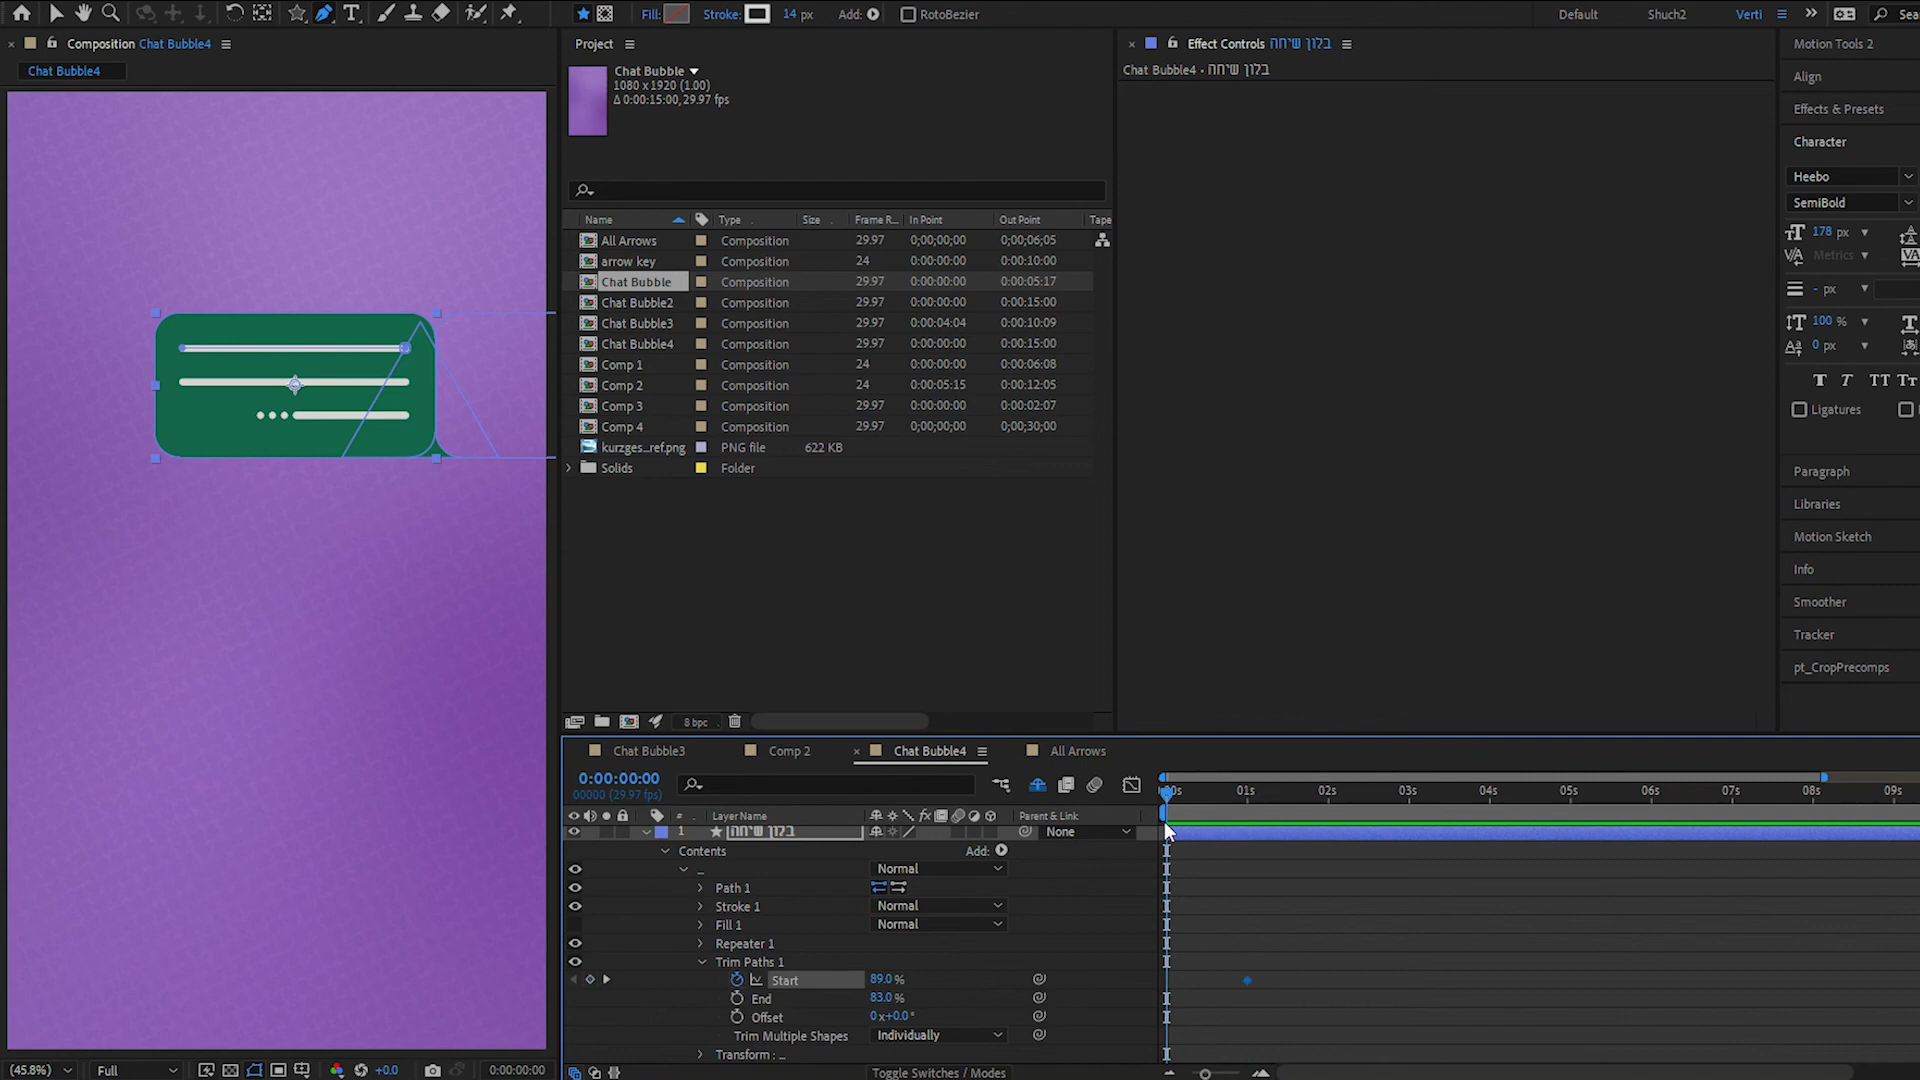 Fill:
Stroke:
14 px
Add:
RotoBezier
Default
Shuch2
Verti
Sea
Composition Chat Bubble4
Chat Bubble4
Project
Chat Bubble
1080 x 1920 (1.00)
Δ 0:00:15:00, 29.97 fps
Name Type Size Frame R... In Point Out Point Tape
All Arrows Composition 29.97 0;00;00;00 0;00;06;05
arrow key Composition 24 0:00:00:00 0:00:10:00
Chat Bubble Composition 29.97 0:00:00:00 0:00:05:17
Chat Bubble2 Composition 29.97 0:00:00:00 0:00:15:00
Chat Bubble3 Composition 29.97 0:00:04:04 0:00:10:09
Chat Bubble4 Composition 29.97 0:00:00:00 0:00:15:00
Comp 1 Composition 24 0:00:00:00 0:00:06:08
Comp 2 Composition 24 0:00:05:15 0:00:12:05
Comp 3 Composition 29.97 0:00:00:00 0:00:02:07
Comp 4 Composition 29.97 0;00;00;00 0;00;30;00
kurzges...ref.png PNG file 622 KB
Solids Folder
8 bpc
Effect Controls בלון שיחה
Chat Bubble4 • בלון שיחה
Motion Tools 2
Align
Effects & Presets
Character
Heebo
SemiBold
178 px
Metrics
- px
100 %
0 px
Ligatures
Paragraph
Libraries
Motion Sketch
Info
Smoother
Tracker
pt_CropPrecomps
Chat Bubble3
Comp 2
Chat Bubble4
All Arrows
0:00:00:00
00000 (29.97 fps)
01s 02s 03s 04s 05s 06s 07s 08s 09s
# Layer Name Parent & Link
1 בלון שיחה None
Contents Add:
_ Normal
Path 1
Stroke 1 Normal
Fill 1 Normal
Repeater 1
Trim Paths 1
Start 89.0 %
End 83.0 %
Offset 0 x+0.0 °
Trim Multiple Shapes Individually
Transform : _
Toggle Switches / Modes
(45.8%)
Full
+0.0
0:00:00:00